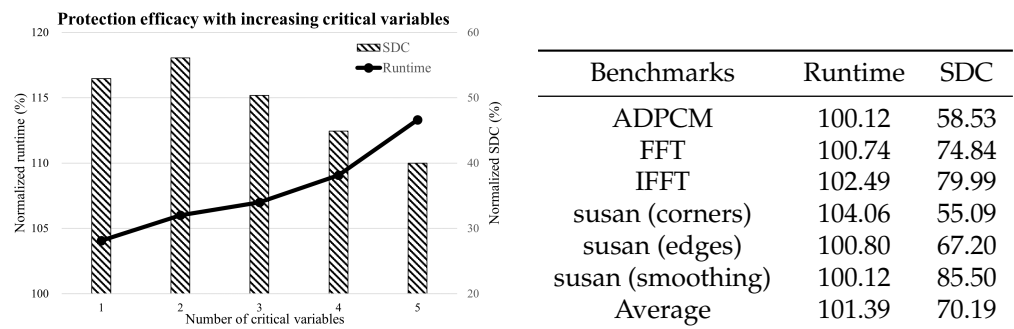 Protection efficacy with increasing critical variables
120
115
110
105
100
Normalized runtime (%)
SDC
Runtime
60
50
40
30
20
Normalized SDC (%)
1 2 3 4 5
Number of critical variables
Benchmarks Runtime SDC
ADPCM 100.12 58.53
FFT 100.74 74.84
IFFT 102.49 79.99
susan (corners) 104.06 55.09
susan (edges) 100.80 67.20
susan (smoothing) 100.12 85.50
Average 101.39 70.19